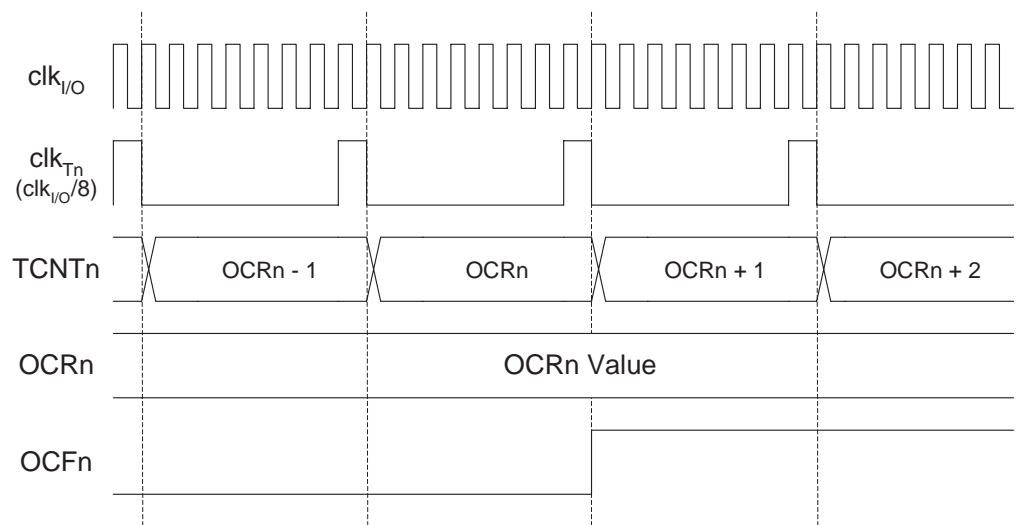 clkI/O
clkTn
(clkI/O/8)
TCNTn
OCRn - 1
OCRn
OCRn + 1
OCRn + 2
OCRn
OCRn Value
OCFn